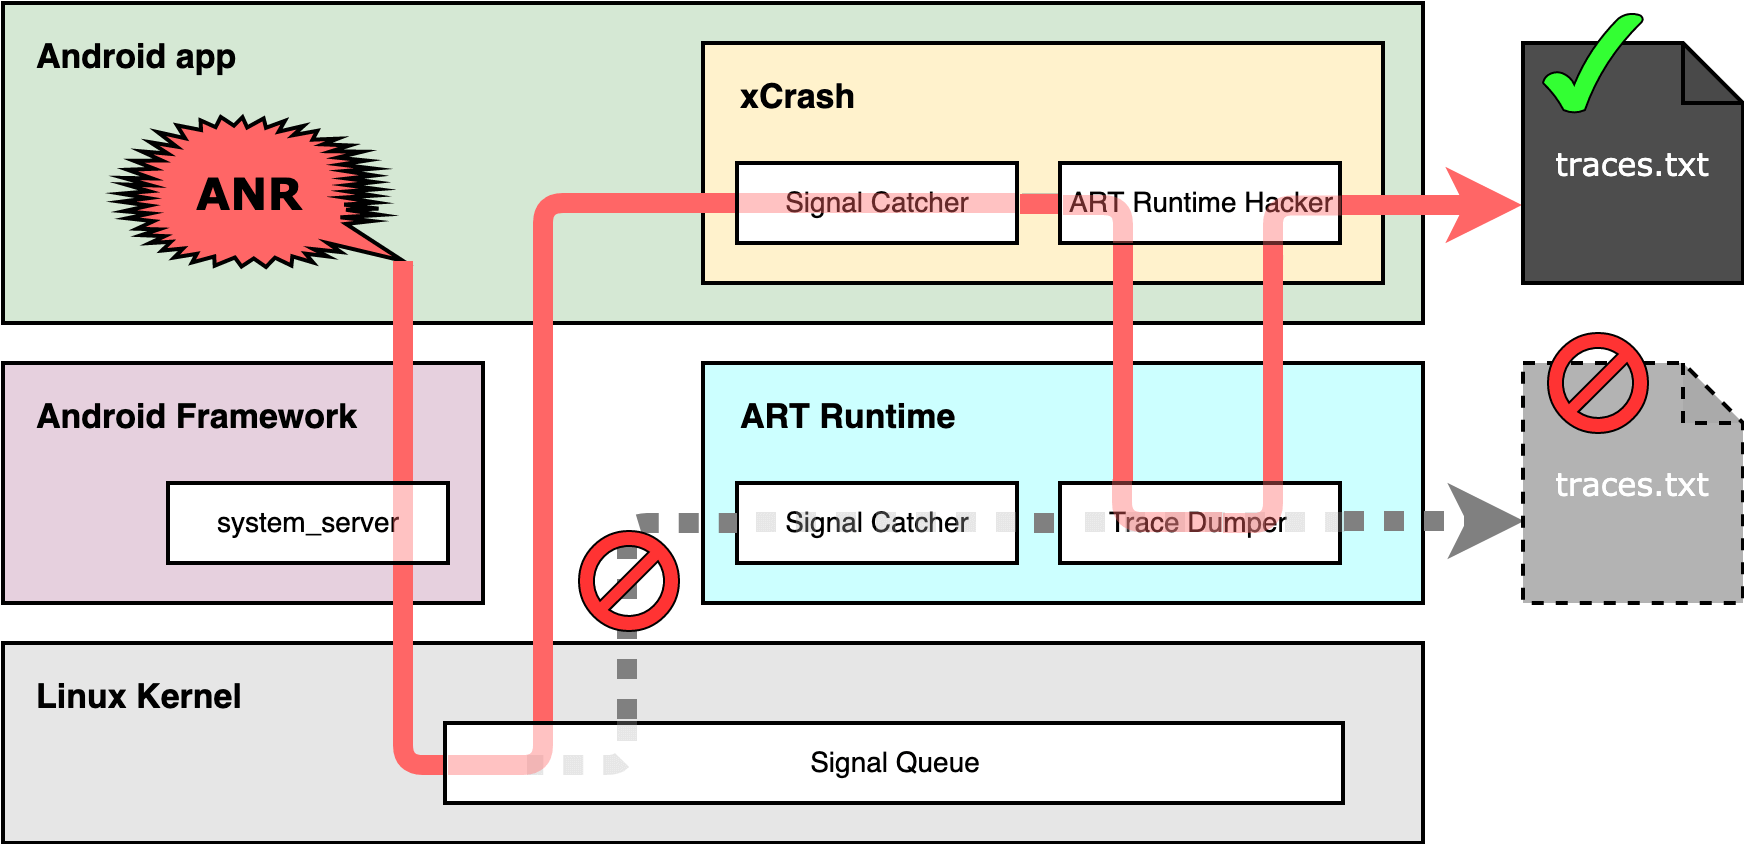 Android app
xCrash
ANR
Signal Catcher
ART Runtime Hacker
traces.txt
Android Framework
system_server
ART Runtime
Signal Catcher
Trace Dumper
traces.txt
Linux Kernel
Signal Queue